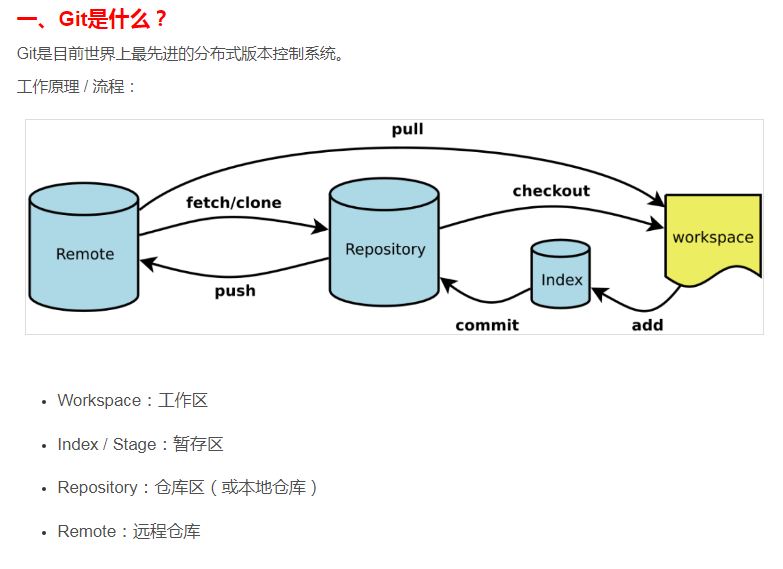 一、Git是什么？
Git是目前世界上最先进的分布式版本控制系统。
工作原理 / 流程：
pull
fetch/clone
checkout
Remote
Repository
workspace
push
Index
commit
add
Workspace：工作区
Index / Stage：暂存区
Repository：仓库区（或本地仓库）
Remote：远程仓库